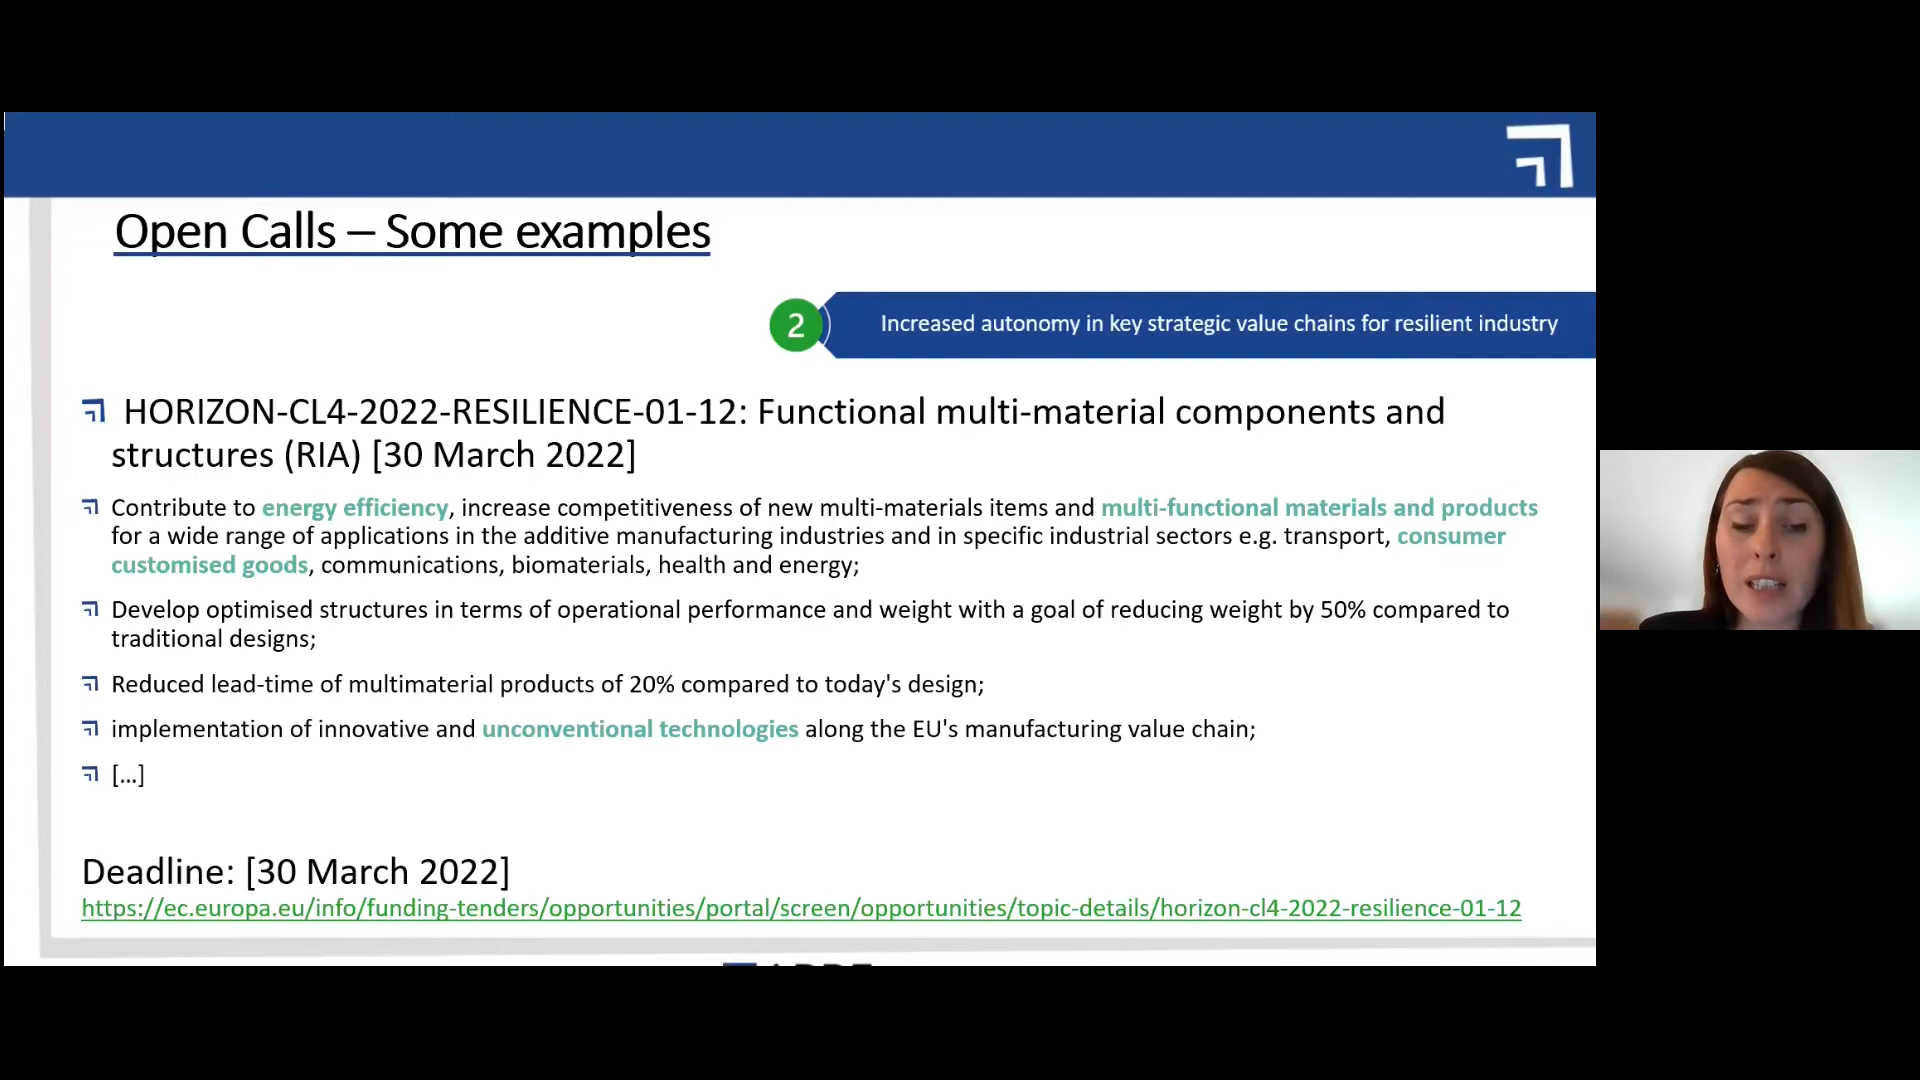 Open Calls – Some examples
2
Increased autonomy in key strategic value chains for resilient industry
HORIZON-CL4-2022-RESILIENCE-01-12: Functional multi-material components and
structures (RIA) [30 March 2022]
Contribute to energy efficiency, increase competitiveness of new multi-materials items and multi-functional materials and products
for a wide range of applications in the additive manufacturing industries and in specific industrial sectors e.g. transport, consumer
customised goods, communications, biomaterials, health and energy;
Develop optimised structures in terms of operational performance and weight with a goal of reducing weight by 50% compared to
traditional designs;
Reduced lead-time of multimaterial products of 20% compared to today's design;
implementation of innovative and unconventional technologies along the EU's manufacturing value chain;
[...]
Deadline: [30 March 2022]
https://ec.europa.eu/info/funding-tenders/opportunities/portal/screen/opportunities/topic-details/horizon-cl4-2022-resilience-01-12